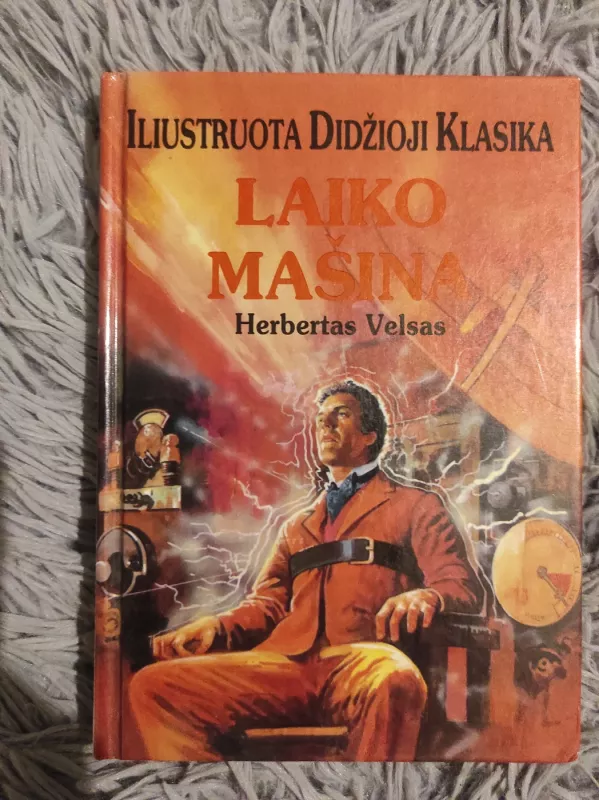 ILIUSTRUOTA DIDŽIOJI KLASIKA
LAIKO
MAŠINA
Herbertas Velsas